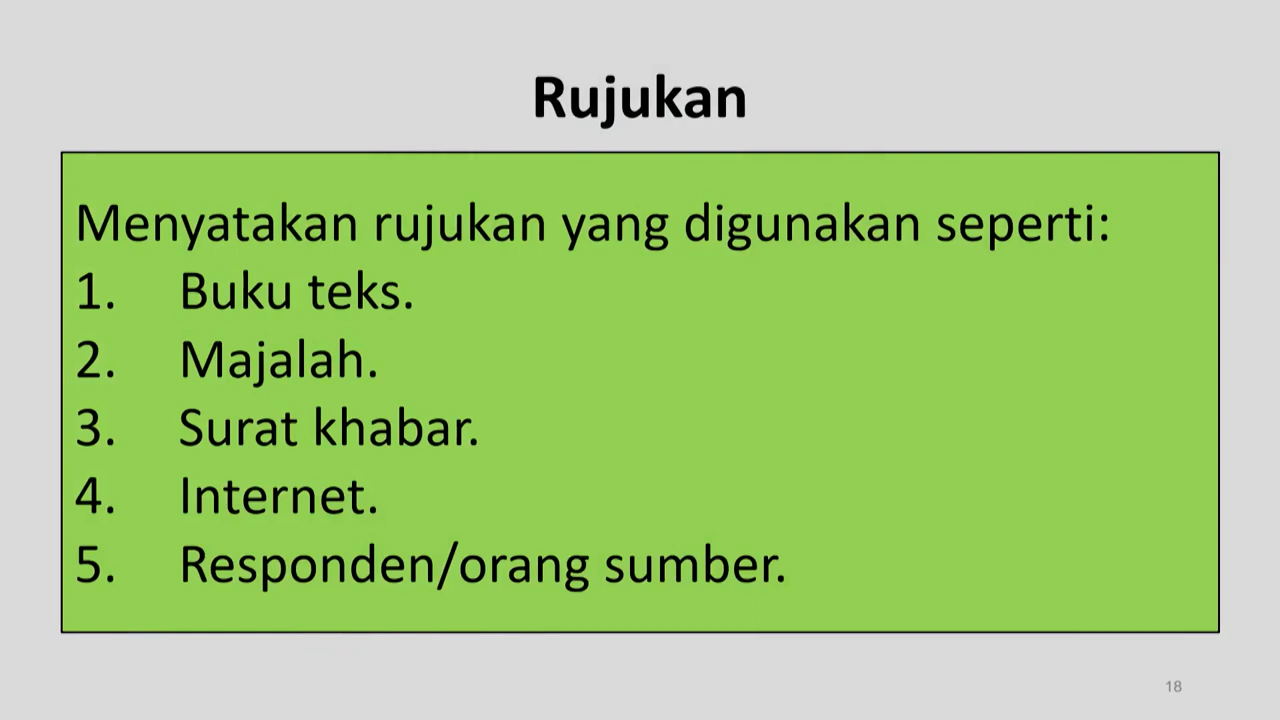 Rujukan
Menyatakan rujukan yang digunakan seperti:
1. Buku teks.
2. Majalah.
3. Surat khabar.
4. Internet.
5. Responden/orang sumber.
18